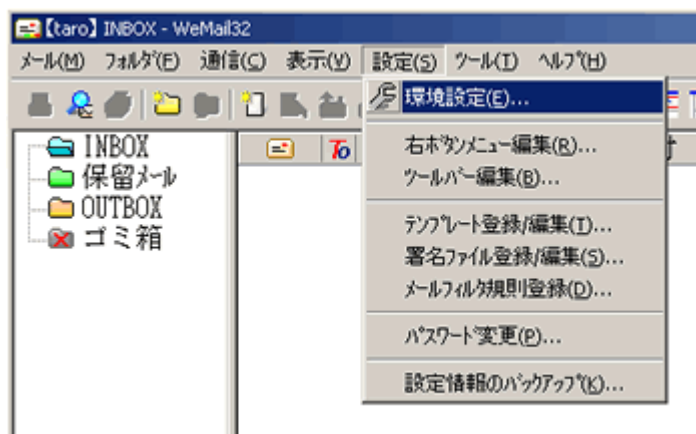 【taro】INBOX - WeMail32
メール(M) フォルダ(F) 通信(C) 表示(V) 設定(S) ツール(T) ヘルプ(H)
環境設定(E)...
INBOX
To
右ボタンメニュー編集(R)...
保留メール
ツールバー編集(B)...
OUTBOX
テンプレート登録/編集(T)...
ゴミ箱
署名ファイル登録/編集(S)...
メールフィルタ規則登録(D)...
パスワード変更(P)...
設定情報のバックアップ(K)...